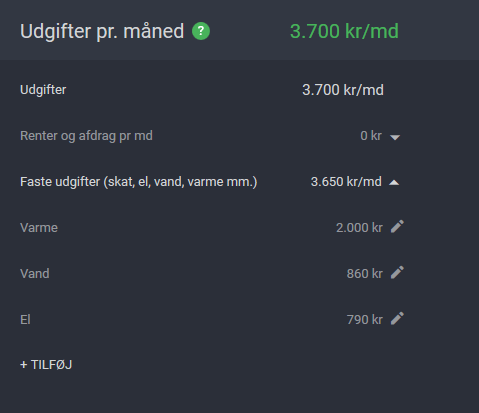 Udgifter pr. måned ? 3.700 kr/md
Udgifter 3.700 kr/md
Renter og afdrag pr md 0 kr
Faste udgifter (skat, el, vand, varme mm.) 3.650 kr/md
Varme 2.000 kr
Vand 860 kr
El 790 kr
+ TILFØJ